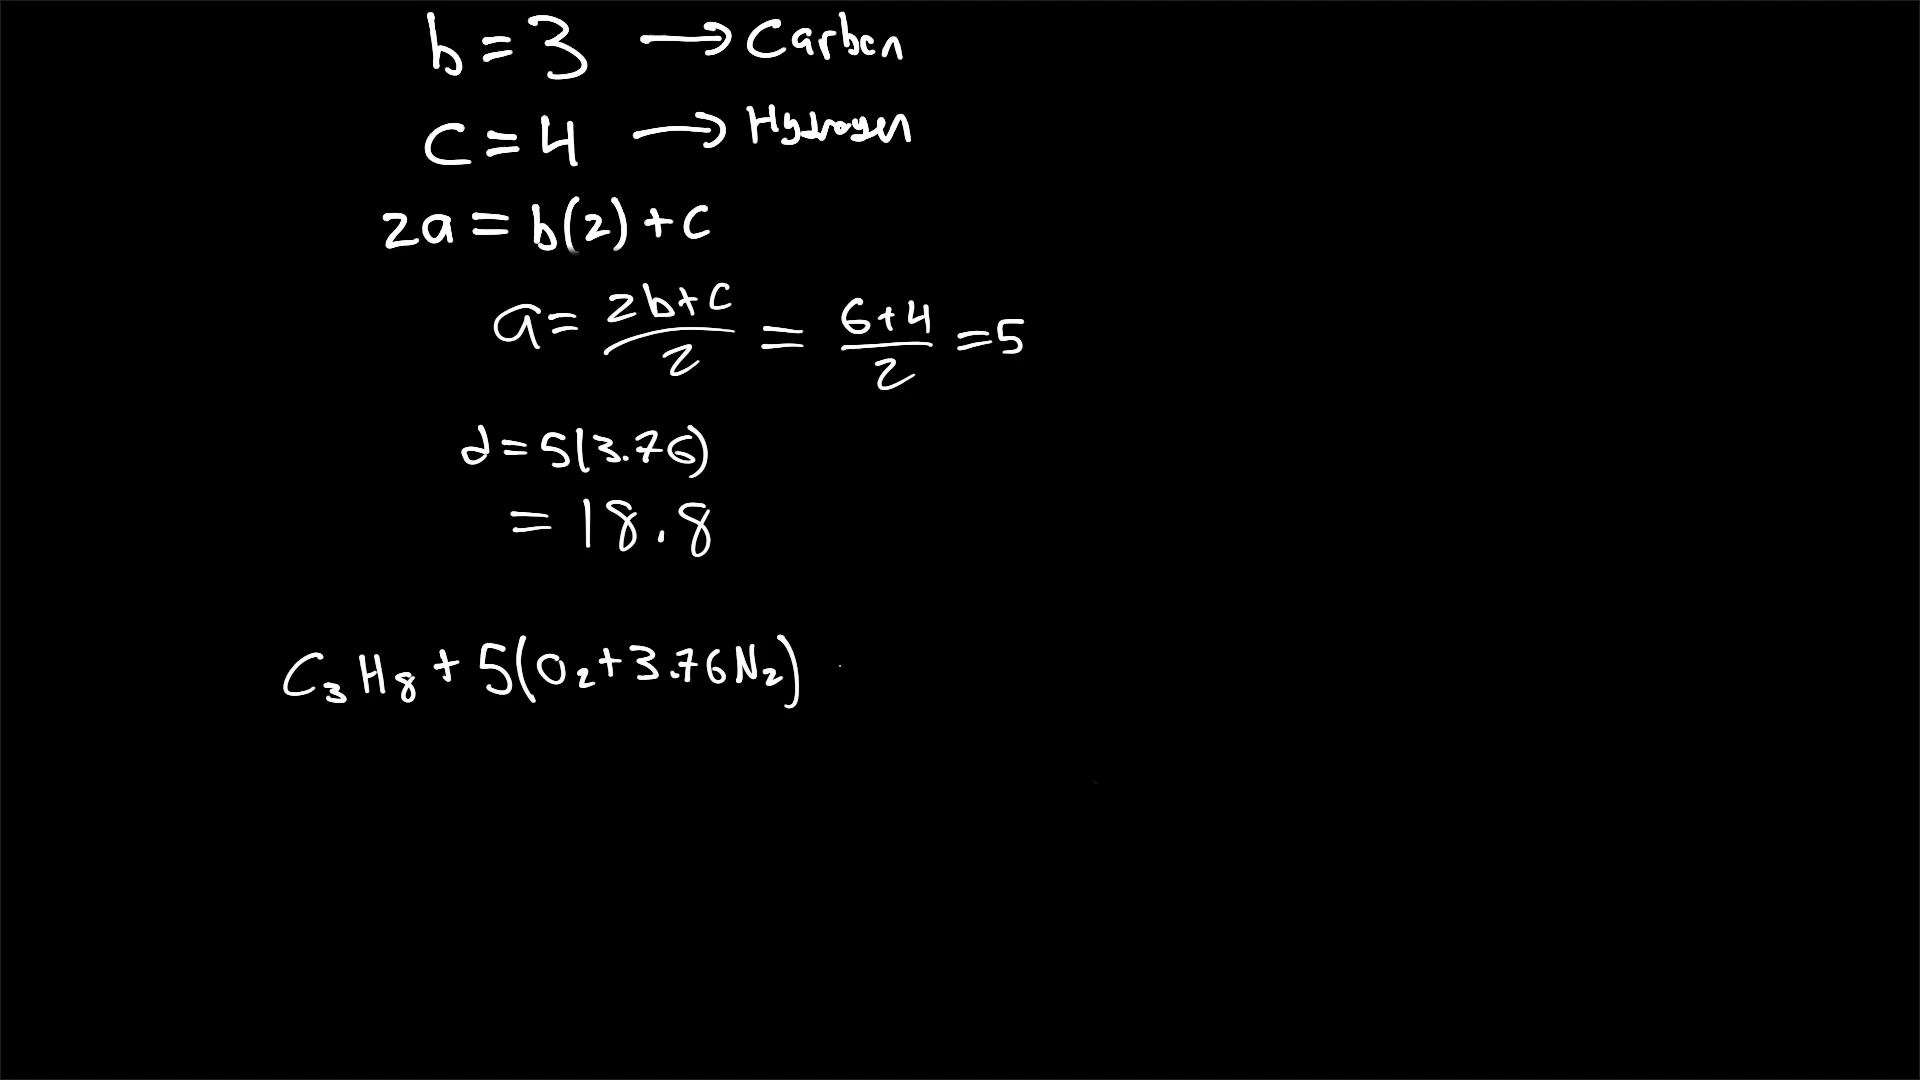 b = 3 → Carbon
c = 4 → Hydrogen
2a = b(2) + c
a = (2b+c)/2 = (6+4)/2 = 5
d = 5(3.76)
= 18.8
C₃H₈ + 5(O₂ + 3.76N₂)